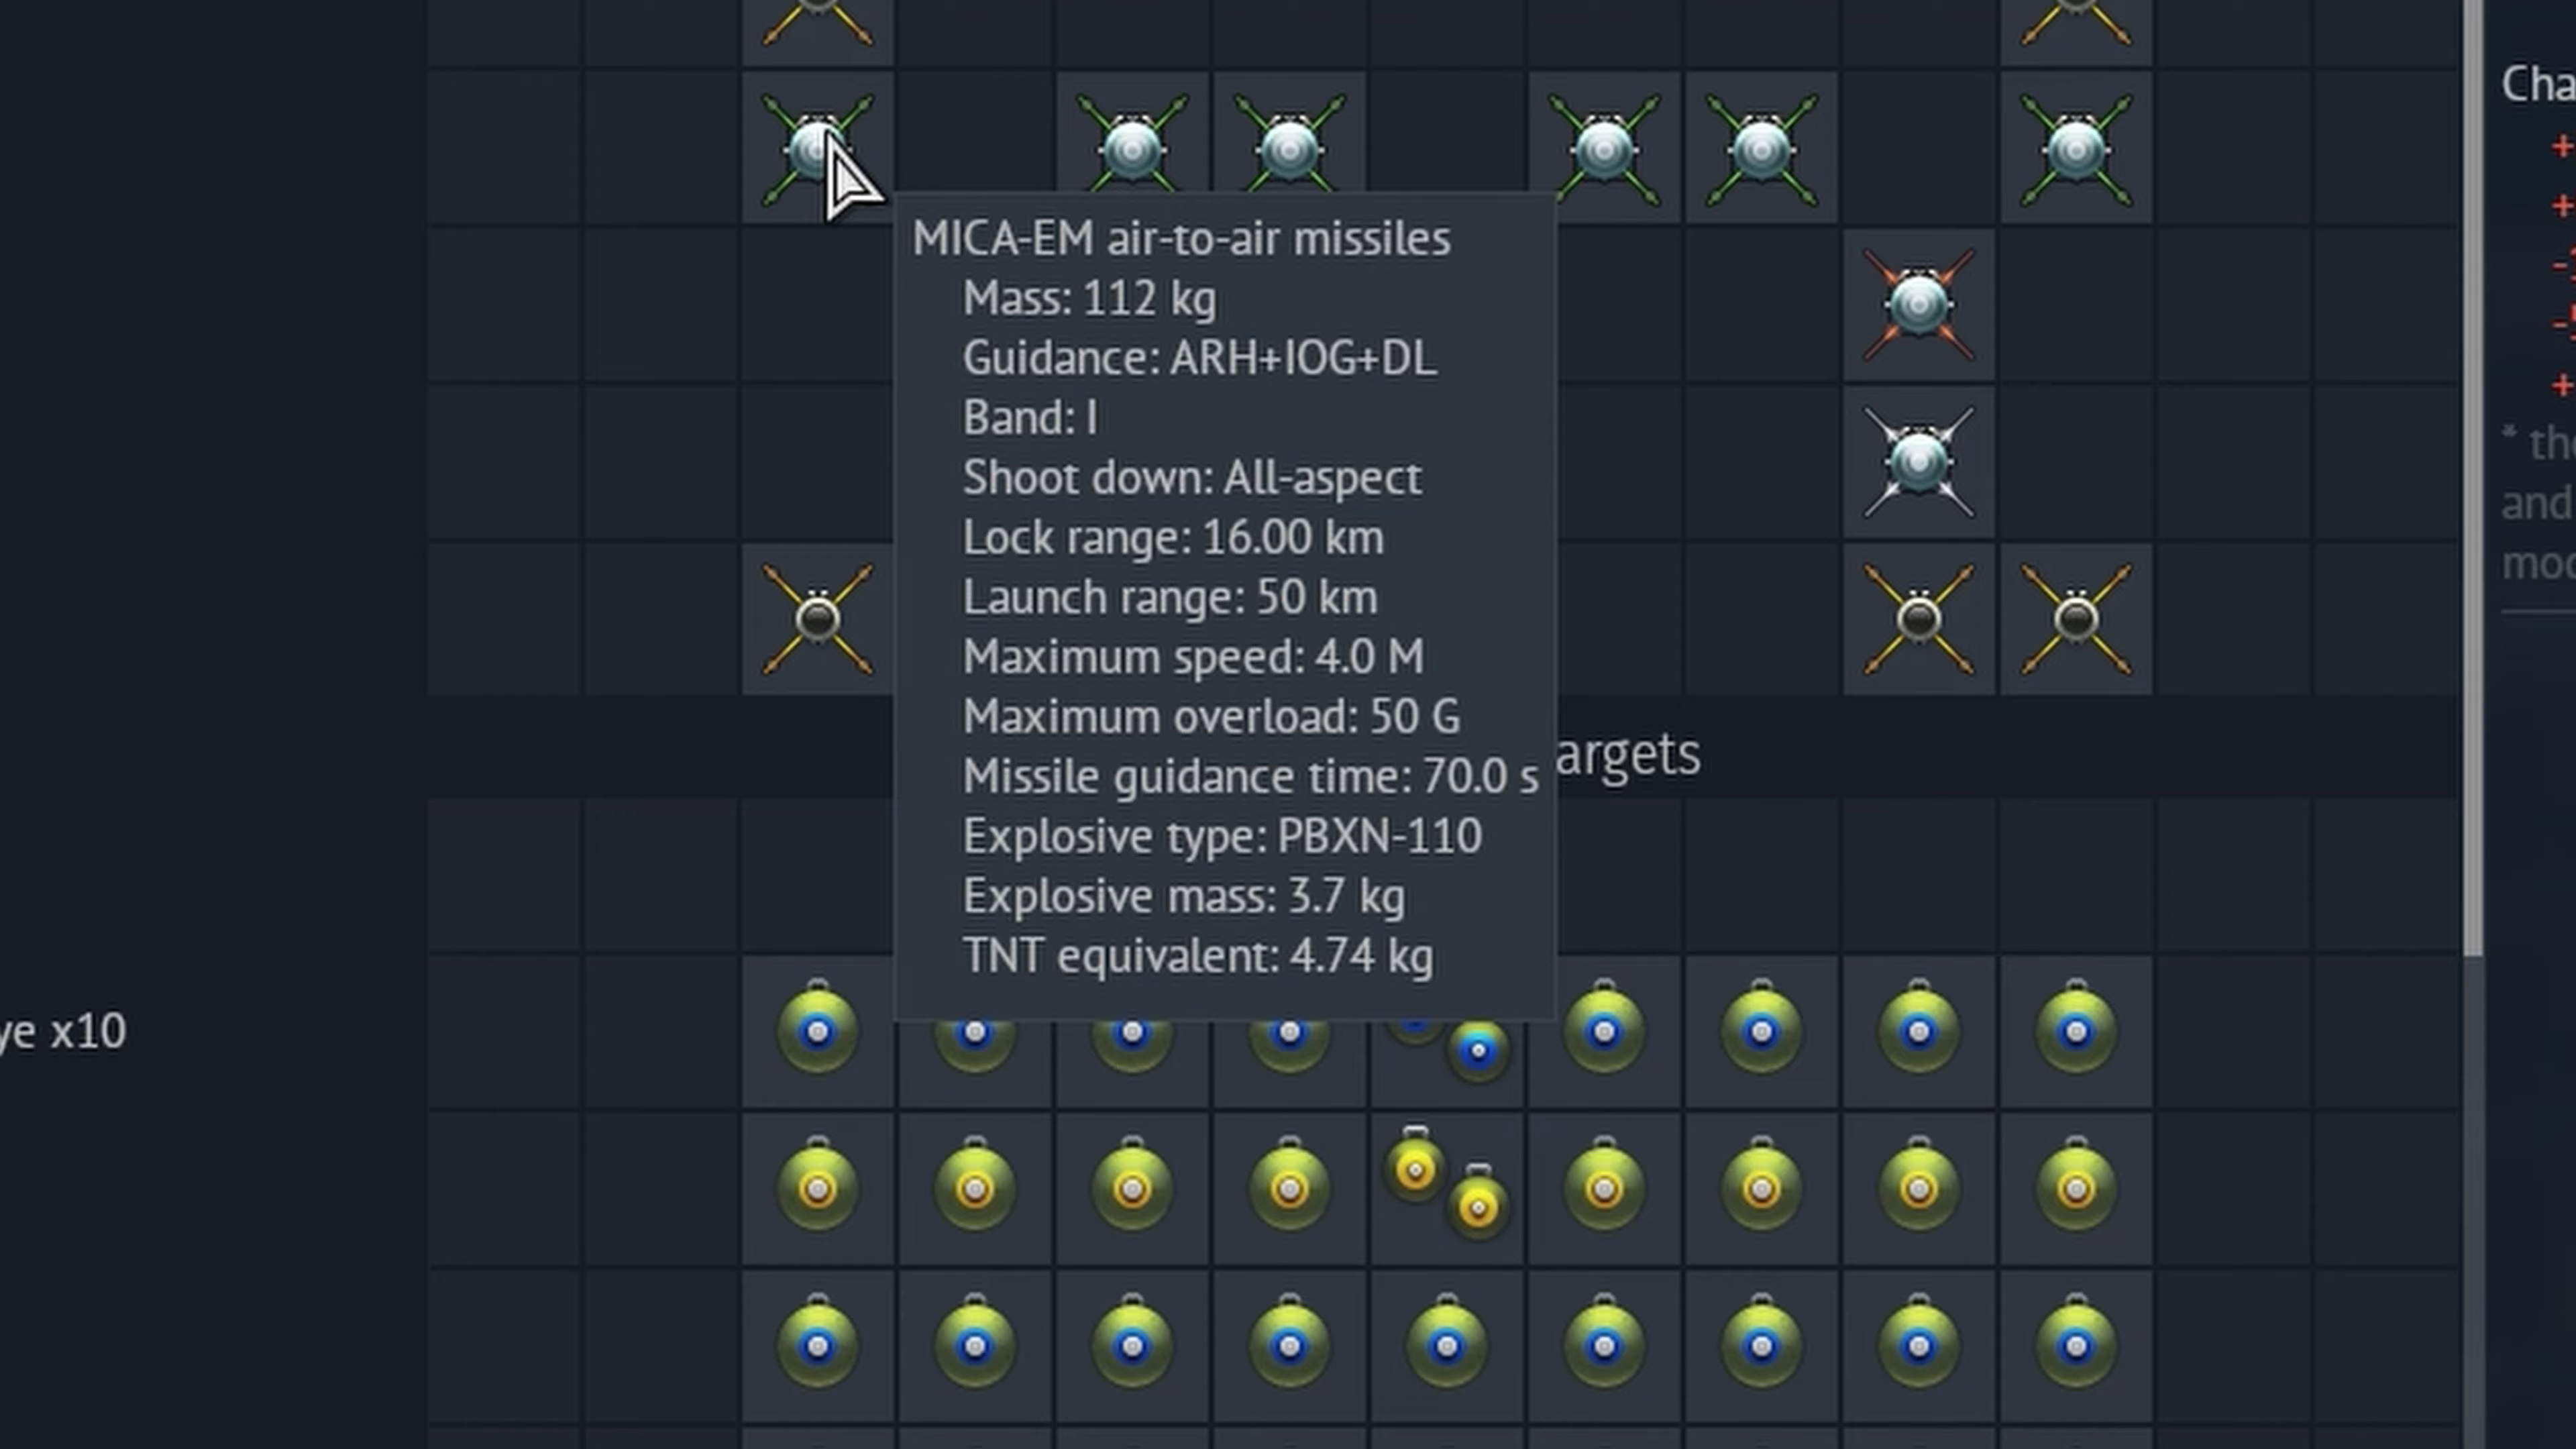 Cha
MICA-EM air-to-air missiles
Mass: 112 kg
Guidance: ARH+IOG+DL
Band: I
Shoot down: All-aspect
Lock range: 16.00 km
Launch range: 50 km
Maximum speed: 4.0 M
Maximum overload: 50 G
Missile guidance time: 70.0 s
Explosive type: PBXN-110
Explosive mass: 3.7 kg
TNT equivalent: 4.74 kg
+
+
+
* the
and
mod
argets
ye x10